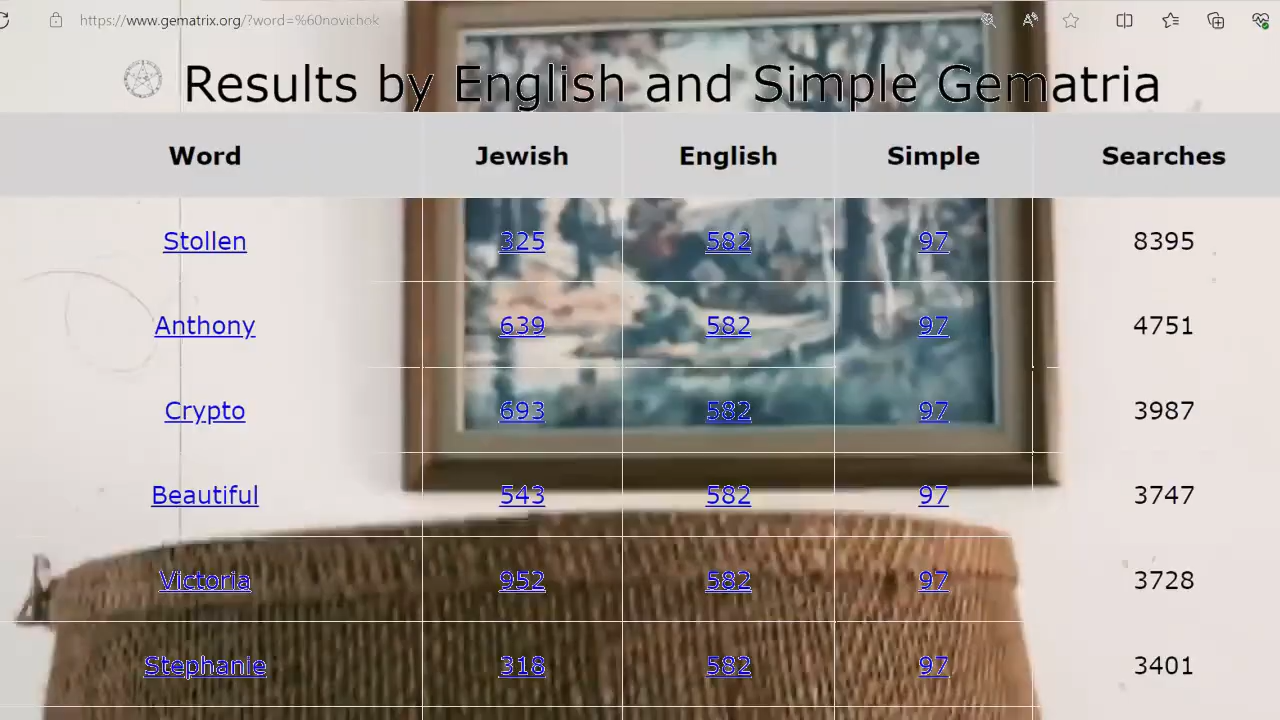 https://www.gematrix.org/?word=%60novichok
Results by English and Simple Gematria
Word Jewish English Simple Searches
Stollen 325 582 97 8395
Anthony 639 582 97 4751
Crypto 693 582 97 3987
Beautiful 543 582 97 3747
Victoria 952 582 97 3728
Stephanie 318 582 97 3401